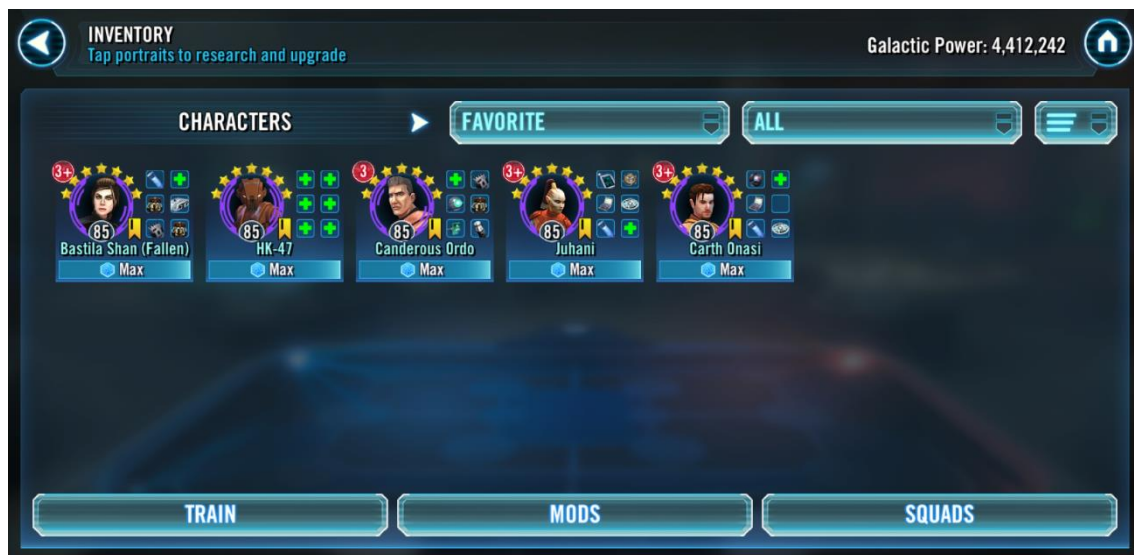 INVENTORY
Tap portraits to research and upgrade
Galactic Power: 4,412,242
CHARACTERS
FAVORITE
ALL
3+
3
3+
3+
85
85
85
85
85
Bastila Shan (Fallen)
HK-47
Canderous Ordo
Juhani
Carth Onasi
Max
Max
Max
Max
Max
TRAIN
MODS
SQUADS